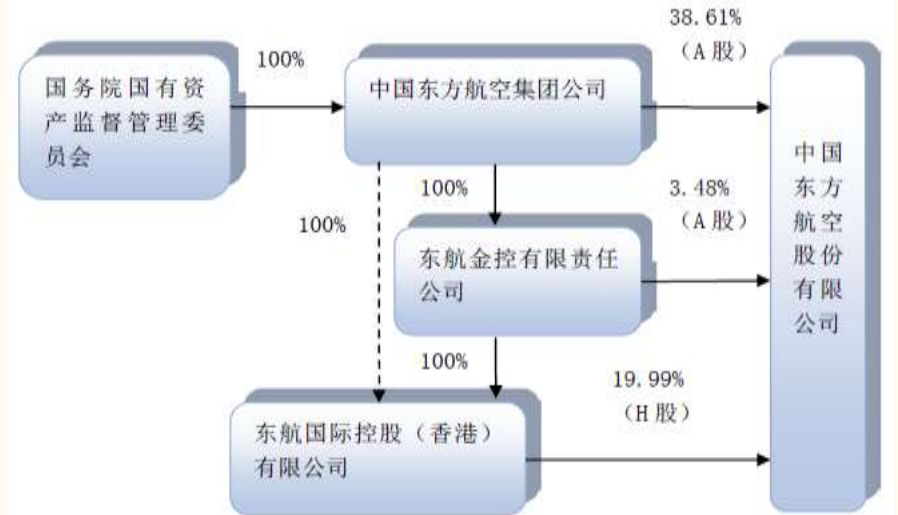 38.61%
（A 股）
100%
国务院国有资
产监督管理委
员会
中国东方航空集团公司
100%
3.48%
（A 股）
100%
东航金控有限责任
公司
中国
东方
航空
股份
有限
公司
100%
19.99%
（H 股）
东航国际控股（香港）
有限公司